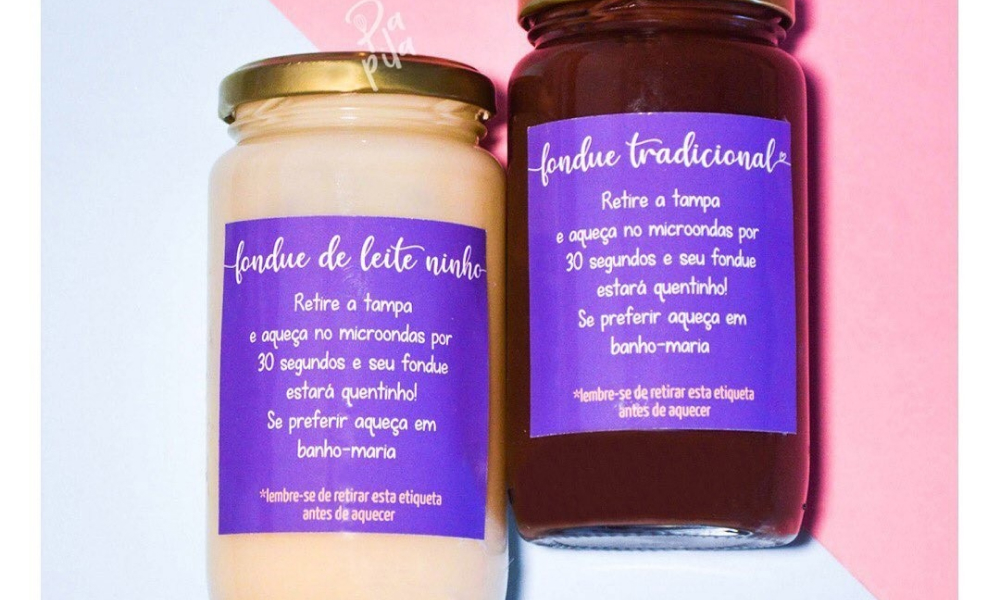 Pa
pila
fondue de leite ninho
Retire a tampa
e aqueça no microondas por
30 segundos e seu fondue
estará quentinho!
Se preferir aqueça em
banho-maria
*lembre-se de retirar esta etiqueta
antes de aquecer
fondue tradicional
Retire a tampa
e aqueça no microondas por
30 segundos e seu fondue
estará quentinho!
Se preferir aqueça em
banho-maria
*lembre-se de retirar esta etiqueta
antes de aquecer